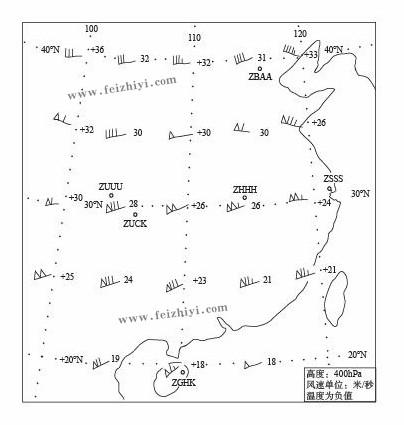 100 120
40°N +36 32 +32 31 +33 40°N
ZBAA
www.feizhiyi.com
+32 30 +30 30 +26
ZUUU ZHHH ZSSS
+30 30°N 28 +26 26 +24 30°N
ZUCK
+25 24 +23 21 +21
www.feizhiyi.com
+20°N 19 +18 18 20°N
ZGHK
高度：400hPa
风速单位：米/秒
温度为负值
110